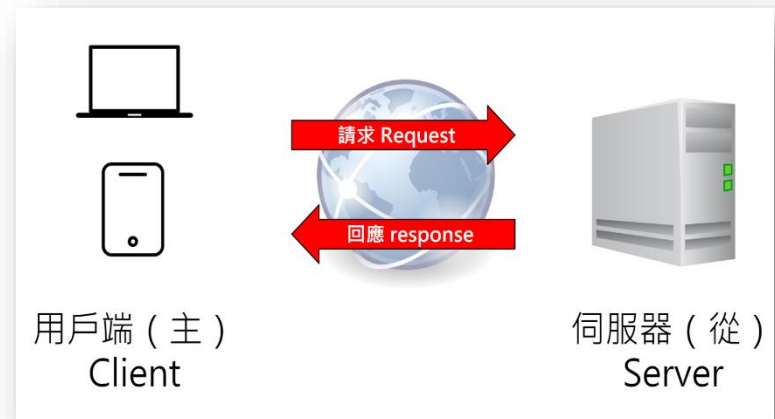 請求 Request
回應 response
用戶端（主）
Client
伺服器（從）
Server